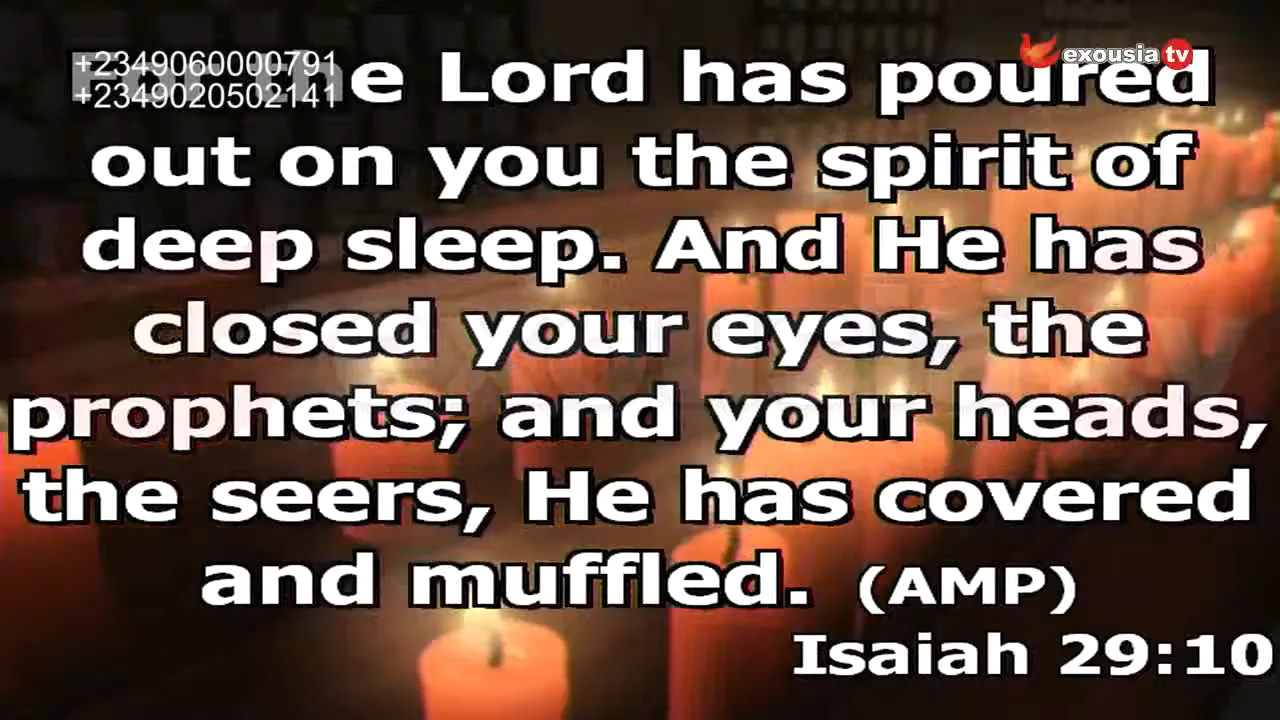 +2349060000791
+2349020502141
exousia tv
e Lord has poured
out on you the spirit of
deep sleep. And He has
closed your eyes, the
prophets; and your heads,
the seers, He has covered
and muffled. (AMP)
Isaiah 29:10